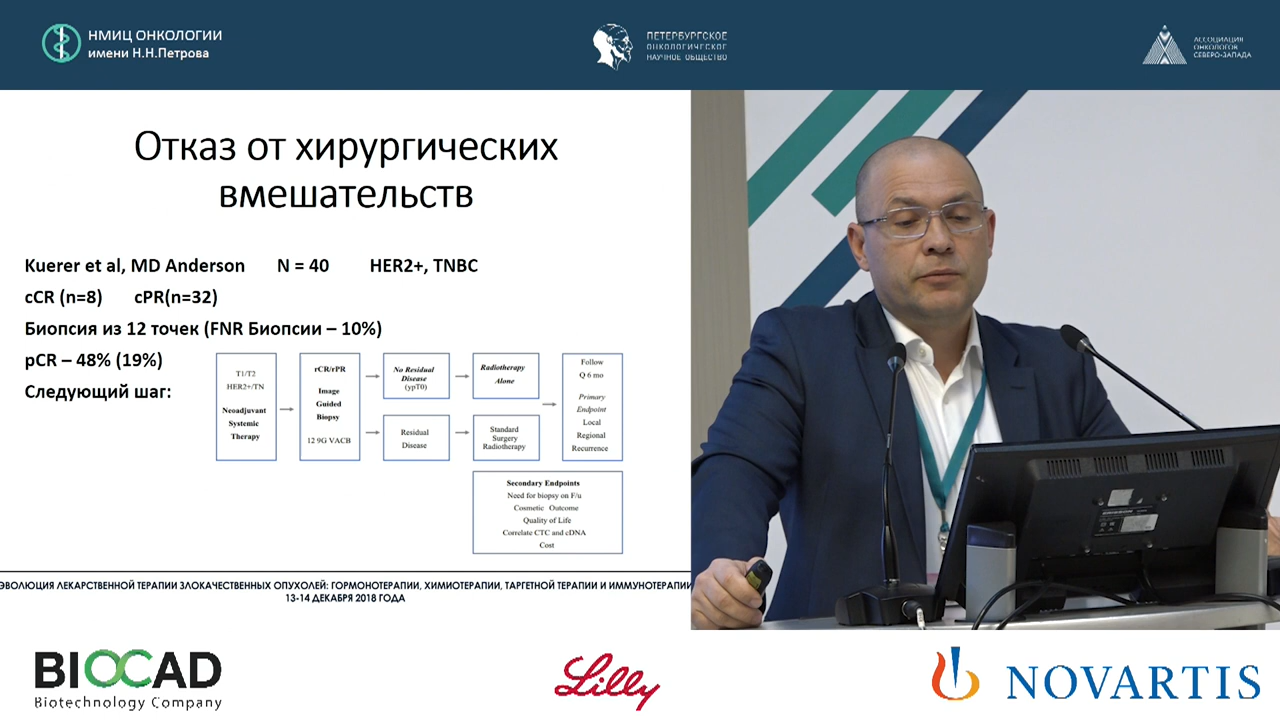 НМИЦ ОНКОЛОГИИ
имени Н.Н.Петрова
ПЕТЕРБУРГСКОЕ
ОНКОЛОГИЧЕСКОЕ
НАУЧНОЕ ОБЩЕСТВО
АССОЦИАЦИЯ
ОНКОЛОГОВ
СЕВЕРО-ЗАПАДА
Отказ от хирургических
вмешательств
Kuerer et al, MD Anderson N = 40 HER2+, TNBC
cCR (n=8) cPR(n=32)
Биопсия из 12 точек (FNR Биопсии – 10%)
pCR – 48% (19%)
Следующий шаг:
T1/T2
HER2+/TN
Neoadjuvant
Systemic
Therapy
rCR/rPR
Image
Guided
Biopsy
12 9G VACB
No Residual
Disease
(ypT0)
Radiotherapy
Alone
Residual
Disease
Standard
Surgery
Radiotherapy
Follow
Q 6 mo
Primary
Endpoint
Local
Regional
Recurrence
Secondary Endpoints
Need for biopsy on F/u
Cosmetic Outcome
Quality of Life
Correlate CTC and cDNA
Cost
ЭВОЛЮЦИЯ ЛЕКАРСТВЕННОЙ ТЕРАПИИ ЗЛОКАЧЕСТВЕННЫХ ОПУХОЛЕЙ: ГОРМОНОТЕРАПИИ, ХИМИОТЕРАПИИ, ТАРГЕТНОЙ ТЕРАПИИ И ИММУНОТЕРАПИИ
13-14 ДЕКАБРЯ 2018 ГОДА
BIOCAD
Biotechnology Company
Lilly
NOVARTIS